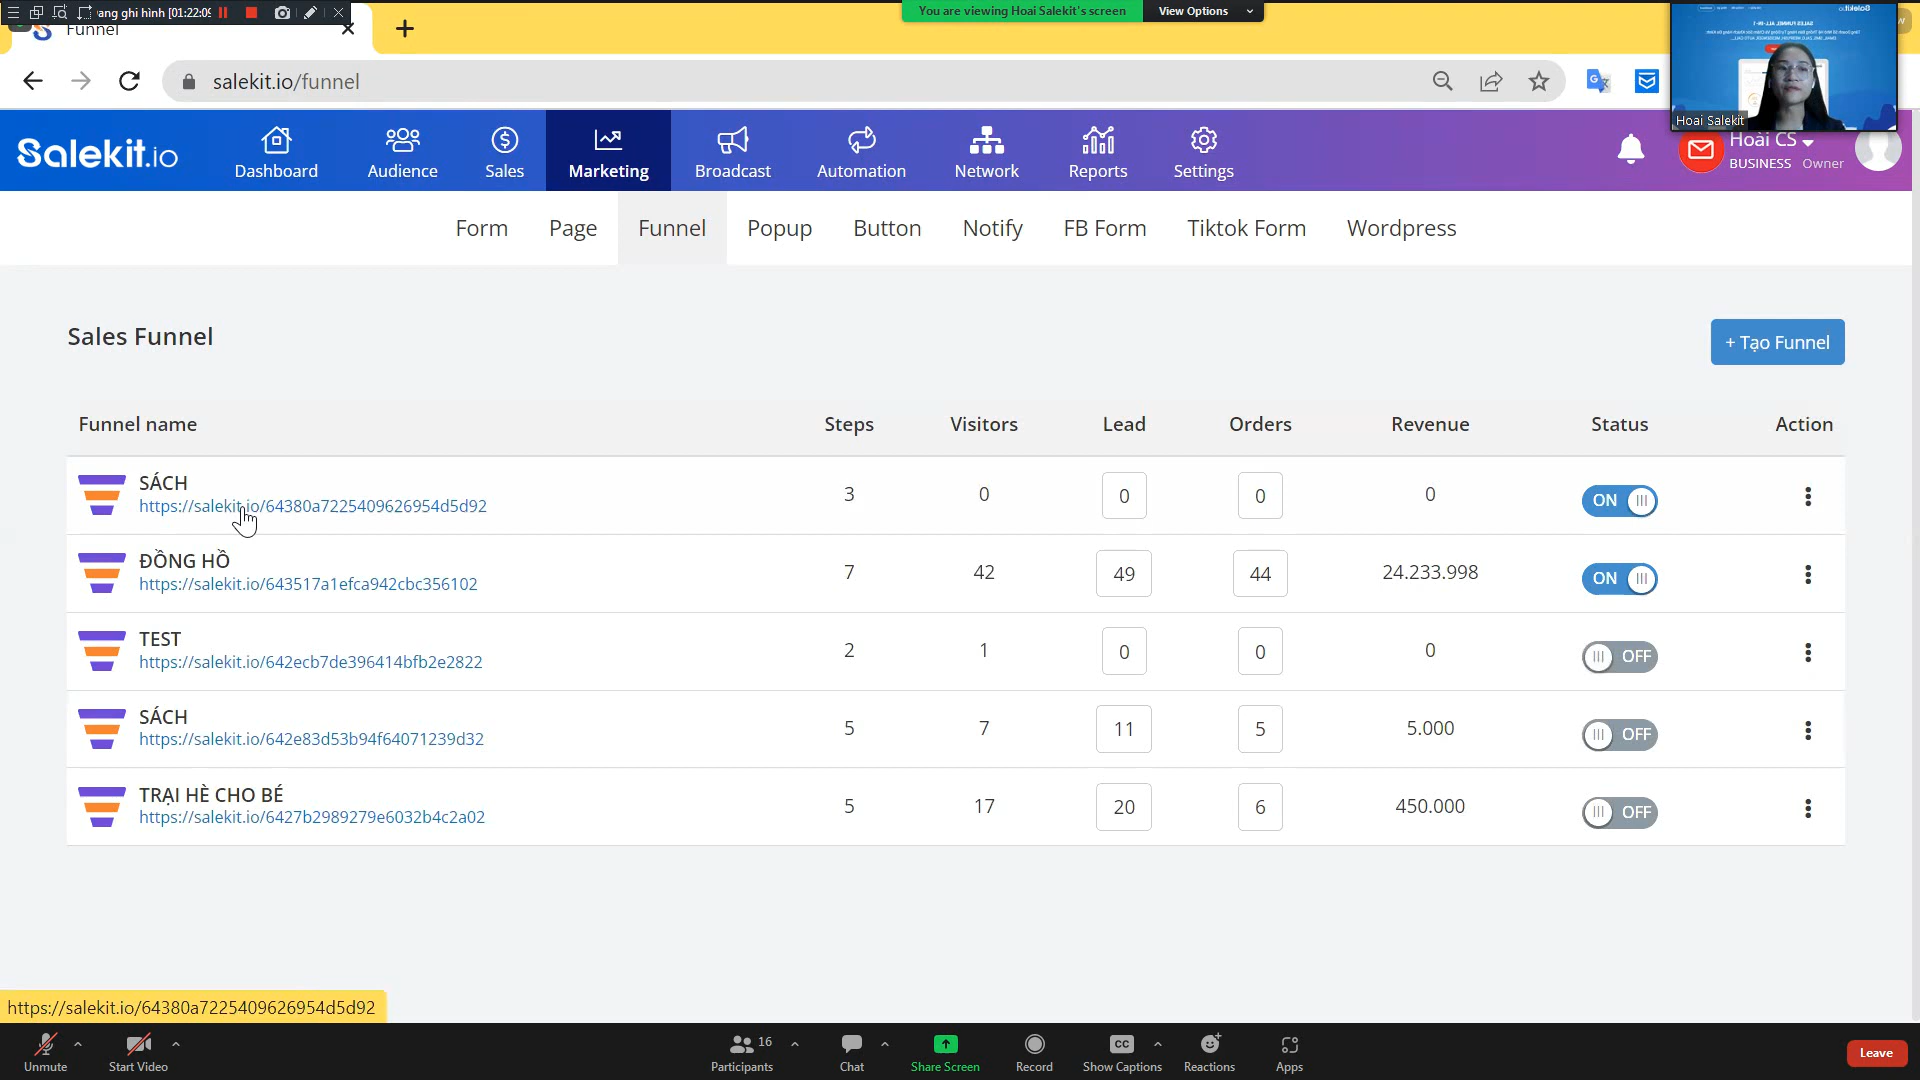 ang ghi hình [01:22:09
You are viewing Hoai Salekit's screen
View Options
Funnel
salekit.io/funnel
Hoai Salekit
Salekit.io
Dashboard
Audience
Sales
Marketing
Broadcast
Automation
Network
Reports
Settings
Hoài CS
BUSINESS Owner
Form
Page
Funnel
Popup
Button
Notify
FB Form
Tiktok Form
Wordpress
Sales Funnel
+ Tạo Funnel
Funnel name Steps Visitors Lead Orders Revenue Status Action
SÁCH
https://salekit.io/64380a7225409626954d5d92
3 0 0 0 0 ON
ĐỒNG HỒ
https://salekit.io/643517a1efca942cbc356102
7 42 49 44 24.233.998 ON
TEST
https://salekit.io/642ecb7de396414bfb2e2822
2 1 0 0 0 OFF
SÁCH
https://salekit.io/642e83d53b94f64071239d32
5 7 11 5 5.000 OFF
TRẠI HÈ CHO BÉ
https://salekit.io/6427b2989279e6032b4c2a02
5 17 20 6 450.000 OFF
https://salekit.io/64380a7225409626954d5d92
Unmute
Start Video
16
Participants
Chat
Share Screen
Record
CC
Show Captions
Reactions
Apps
Leave